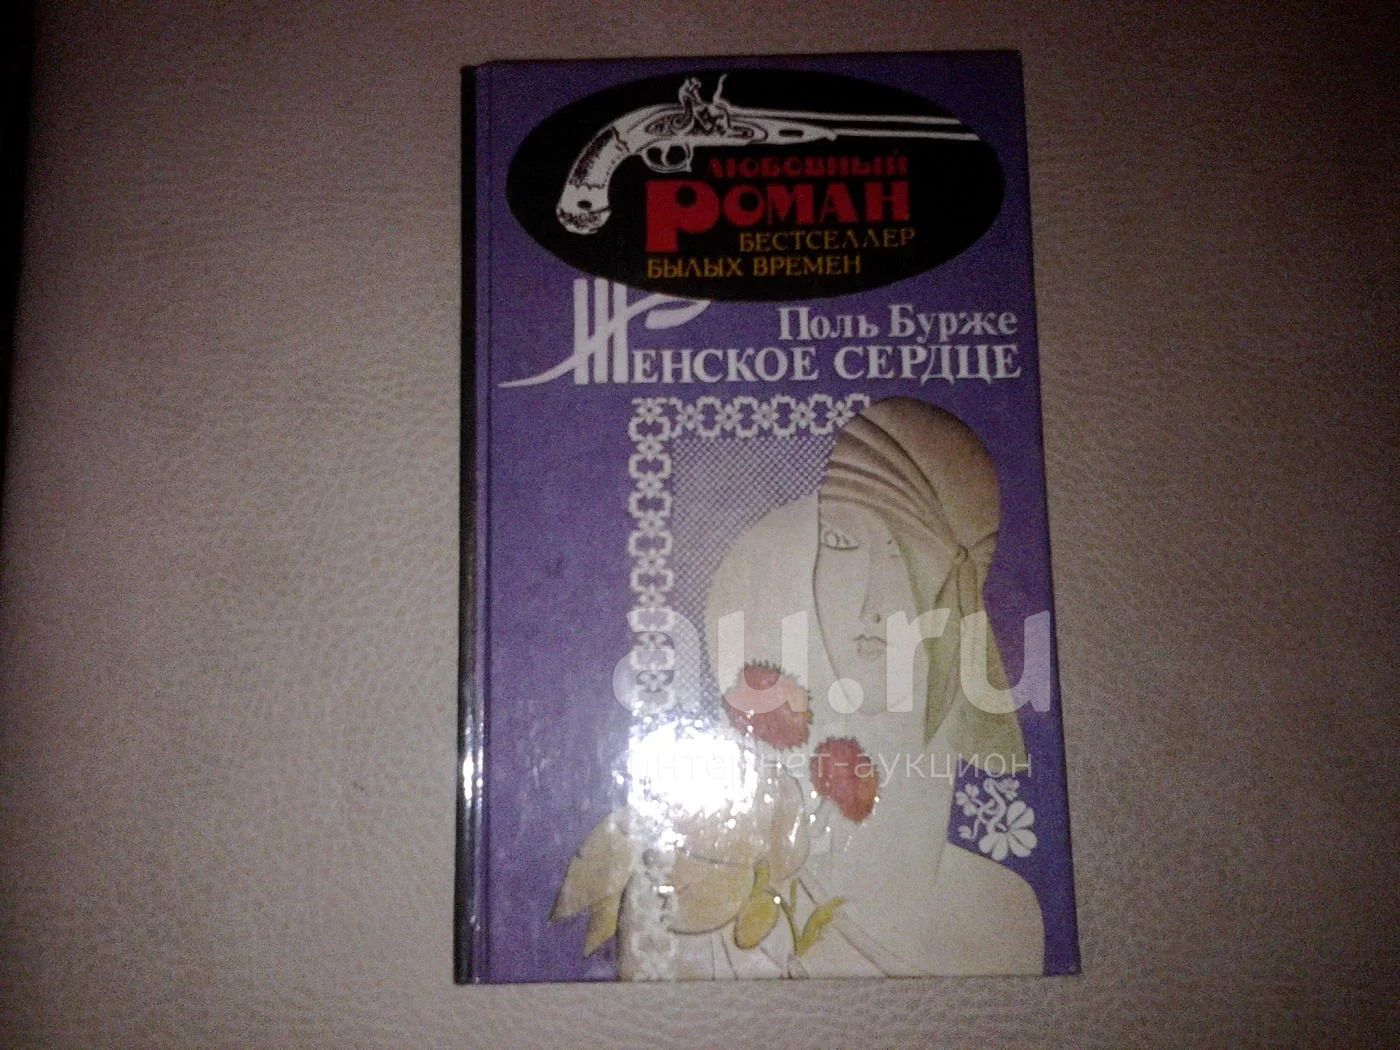 ЛЮБОВНЫЙ
РОМАН
БЕСТСЕЛЛЕР
БЫЛЫХ ВРЕМЕН
Поль Бурже
ЖЕНСКОЕ СЕРДЦЕ
au.ru
интернет-аукцион